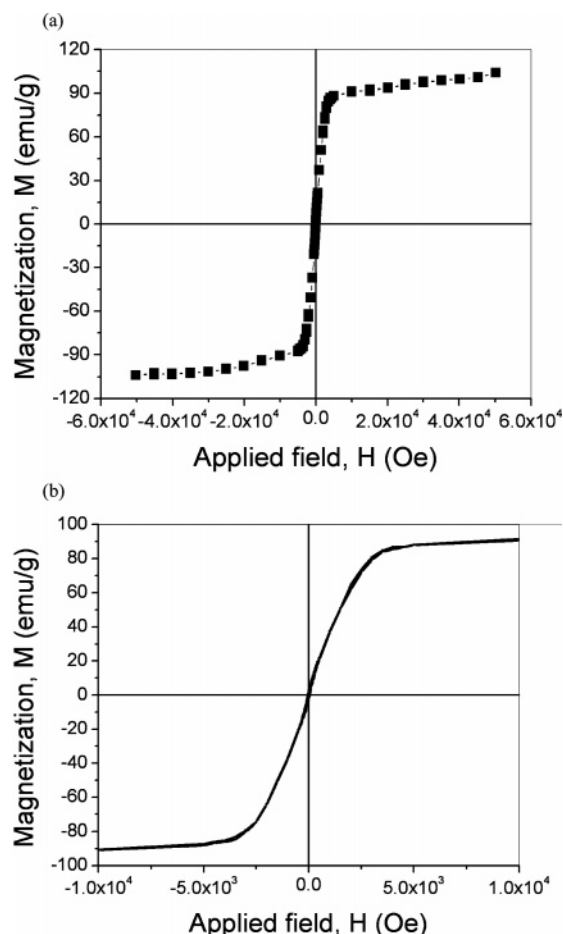 (a)
120
90
60
30
0
-30
-60
-90
-120
Magnetization, M (emu/g)
-6.0x10⁴ -4.0x10⁴ -2.0x10⁴ 0.0 2.0x10⁴ 4.0x10⁴ 6.0x10⁴
Applied field, H (Oe)
(b)
100
80
60
40
20
0
-20
-40
-60
-80
-100
Magnetization, M (emu/g)
-1.0x10⁴ -5.0x10³ 0.0 5.0x10³ 1.0x10⁴
Applied field, H (Oe)